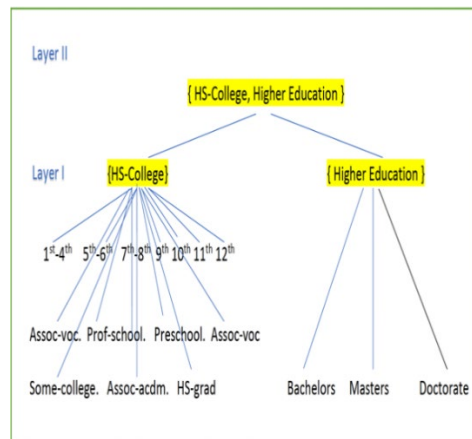 Layer II
{ HS-College, Higher Education }
Layer I
{HS-College}
{ Higher Education }
1st-4th 5th-6th 7th-8th 9th 10th 11th 12th
Assoc-voc. Prof-school. Preschool. Assoc-voc
Some-college. Assoc-acdm. HS-grad
Bachelors Masters Doctorate